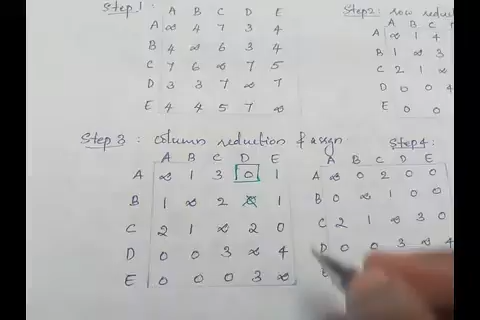 Step 1 :
A B C D E
A ∞ 4 7 3 4
B 4 ∞ 6 3 4
C 7 6 ∞ 7 5
D 3 3 7 ∞ 7
E 4 4 5 7 ∞
Step 2 : row
A B C
A ∞ 1 4
B 1 ∞ 3
C 2 1 ∞
D 0 0 4
E 0 0
Step 3 : column reduction & assign
A B C D E
A ∞ 1 3 0 1
B 1 ∞ 2 0 1
C 2 1 ∞ 2 0
D 0 0 3 ∞ 4
E 0 0 0 3 ∞
Step 4 :
A B C D E
A ∞ 0 2 0 0
B 0 ∞ 1 0 0
C 2 1 ∞ 3 0
D 0 0 3 ∞ 4